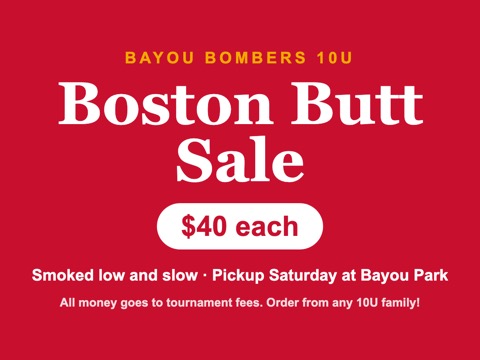 BAYOU BOMBERS 10U
Boston Butt
Sale
$40 each
Smoked low and slow · Pickup Saturday at Bayou Park
All money goes to tournament fees. Order from any 10U family!